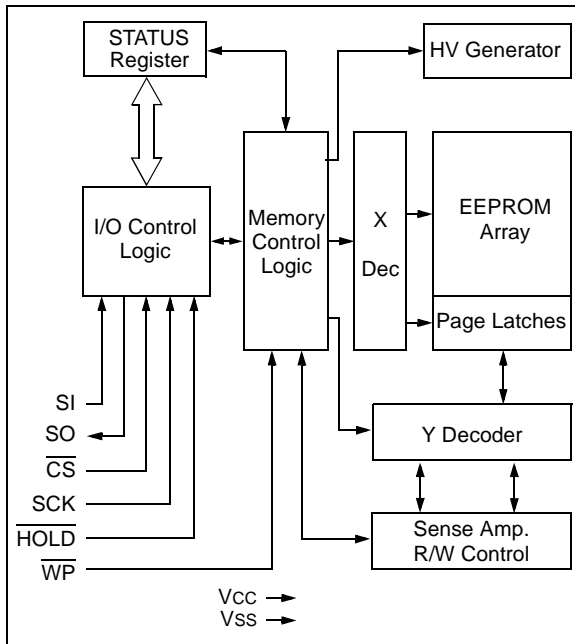 STATUS
Register
HV Generator
I/O Control
Logic
Memory
Control
Logic
X
Dec
EEPROM
Array
Page Latches
SI
SO
CS
SCK
HOLD
WP
Y Decoder
Sense Amp.
R/W Control
VCC
VSS